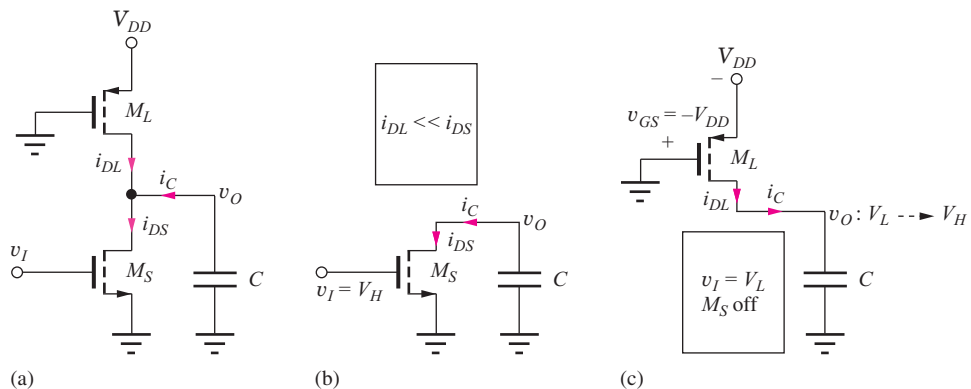 V_DD
M_L
i_DL
i_C
v_O
i_DS
v_I
M_S
C
(a)
i_DL << i_DS
i_C
v_O
i_DS
M_S
v_I = V_H
C
(b)
V_DD
−
v_GS = −V_DD
+
M_L
i_DL
i_C
v_O : V_L --► V_H
v_I = V_L
M_S off
C
(c)